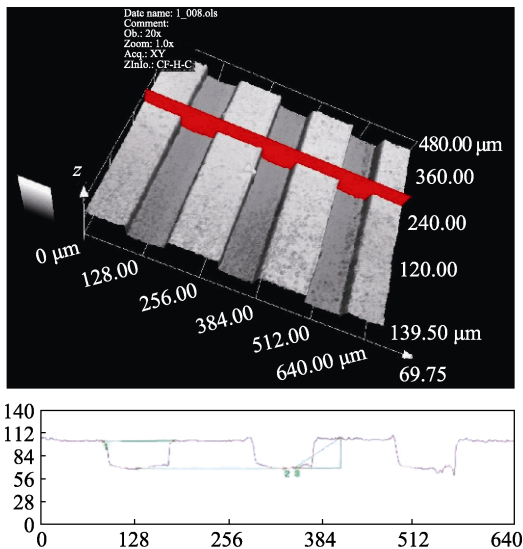 Date name: 1_008.ols
Comment:
Ob.: 20x
Zoom: 1.0x
Acq.: XY
ZInlo.: CF-H-C
z
480.00 μm
360.00
240.00
120.00
139.50 μm
69.75
0 μm
128.00
256.00
384.00
512.00
640.00 μm
140
112
84
56
28
0
0
128
256
384
512
640
2 3